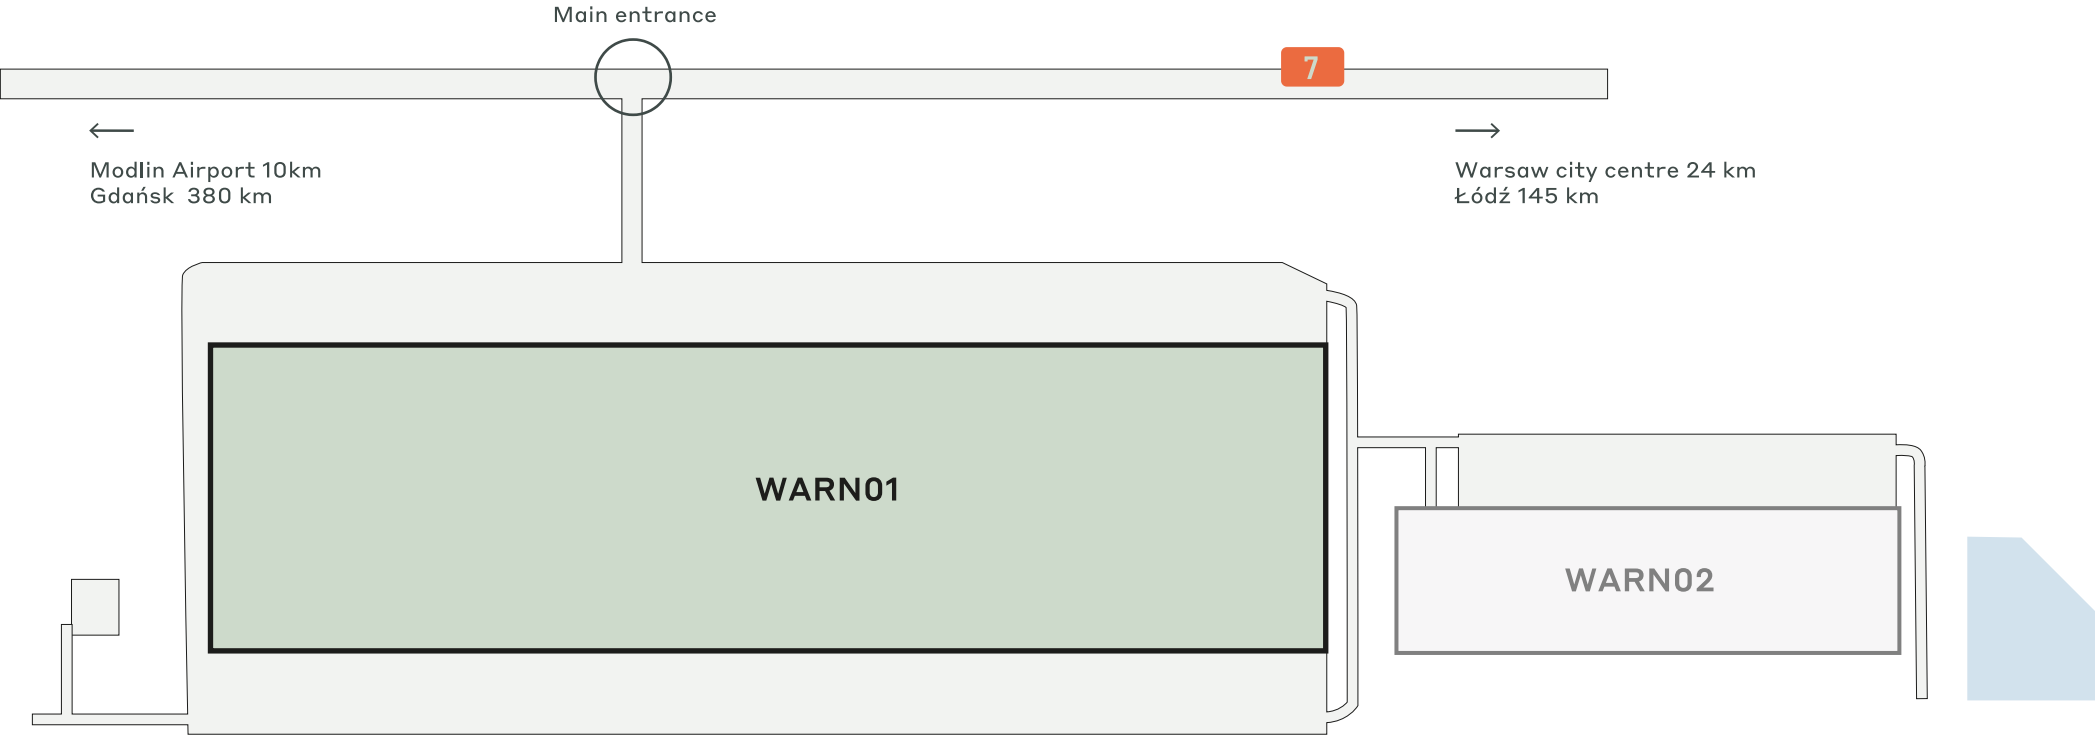 Main entrance
7
Modlin Airport 10km
Gdańsk 380 km
Warsaw city centre 24 km
Łódź 145 km
WARN01
WARN02